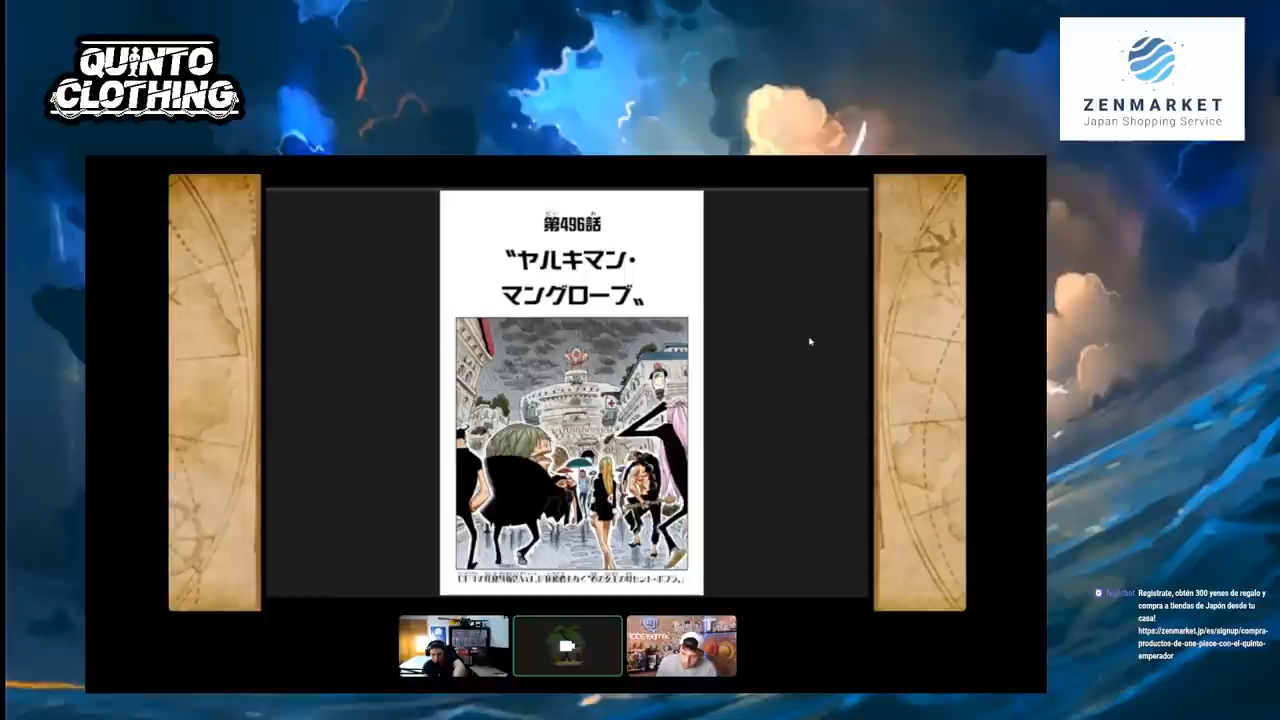 QUINTO
CLOTHING
ZENMARKET
Japan Shopping Service
第496話
〝ヤルキマン・
マングローブ〟
Nightbot Regístrate, obtén 300 yenes de regalo y
compra a tiendas de Japón desde tu
casa!
https://zenmarket.jp/es/signup/compra-
productos-de-one-piece-con-el-quinto-
emperador